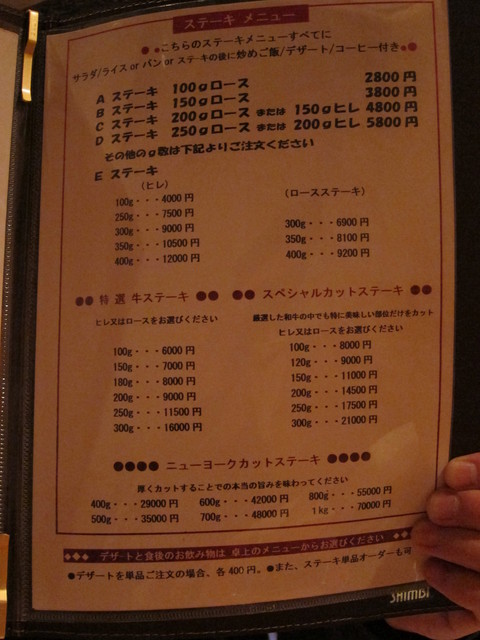 ステーキ メニュー
●●こちらのステーキメニューすべてに
サラダ/ライス or パン or ステーキの後に炒めご飯/デザート/コーヒー付き●●
A ステーキ 100gロース 2800円
B ステーキ 150gロース 3800円
C ステーキ 200gロース または 150gヒレ 4800円
D ステーキ 250gロース または 200gヒレ 5800円
その他のg数は下記よりご注文ください
E ステーキ
(ヒレ)
100g・・・4000円
250g・・・7500円
300g・・・9000円
350g・・・10500円
400g・・・12000円
(ロースステーキ)
300g・・・6900円
350g・・・8100円
400g・・・9200円
●● 特選 牛ステーキ ●●
ヒレ又はロースをお選びください
100g・・・6000円
150g・・・7000円
180g・・・8000円
200g・・・9000円
250g・・・11500円
300g・・・16000円
●● スペシャルカットステーキ ●●
厳選した和牛の中でも特に美味しい部位だけをカット
ヒレ又はロースをお選びください
100g・・・8000円
120g・・・9000円
150g・・・11000円
200g・・・14500円
250g・・・17500円
300g・・・21000円
●●●● ニューヨークカットステーキ ●●●●
厚くカットすることでの本当の旨みを味わってください
400g・・・29000円 600g・・・42000円 800g・・・55000円
500g・・・35000円 700g・・・48000円 1kg・・・70000円
◆◆◆ デザートと食後のお飲み物は 卓上のメニューからお選びください ◆◆◆
●デザートを単品ご注文の場合、各400円。●また、ステーキ単品オーダーも可
SHIMBI